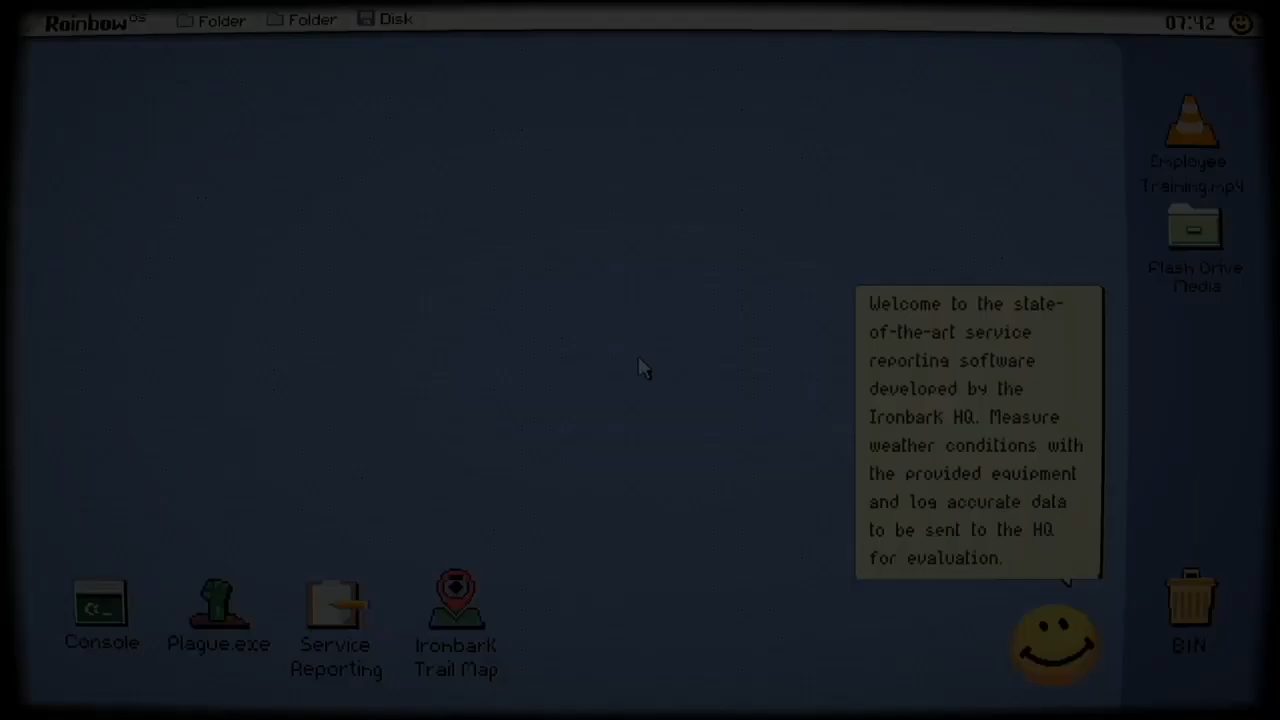 RainbowOS
Folder
Folder
Disk
07:42
Employee
Training.mp4
Flash Drive
Media
Welcome to the state-
of-the-art service
reporting software
developed by the
Ironbark HQ. Measure
weather conditions with
the provided equipment
and log accurate data
to be sent to the HQ
for evaluation.
Console
Plague.exe
Service
Reporting
Ironbark
Trail Map
BIN